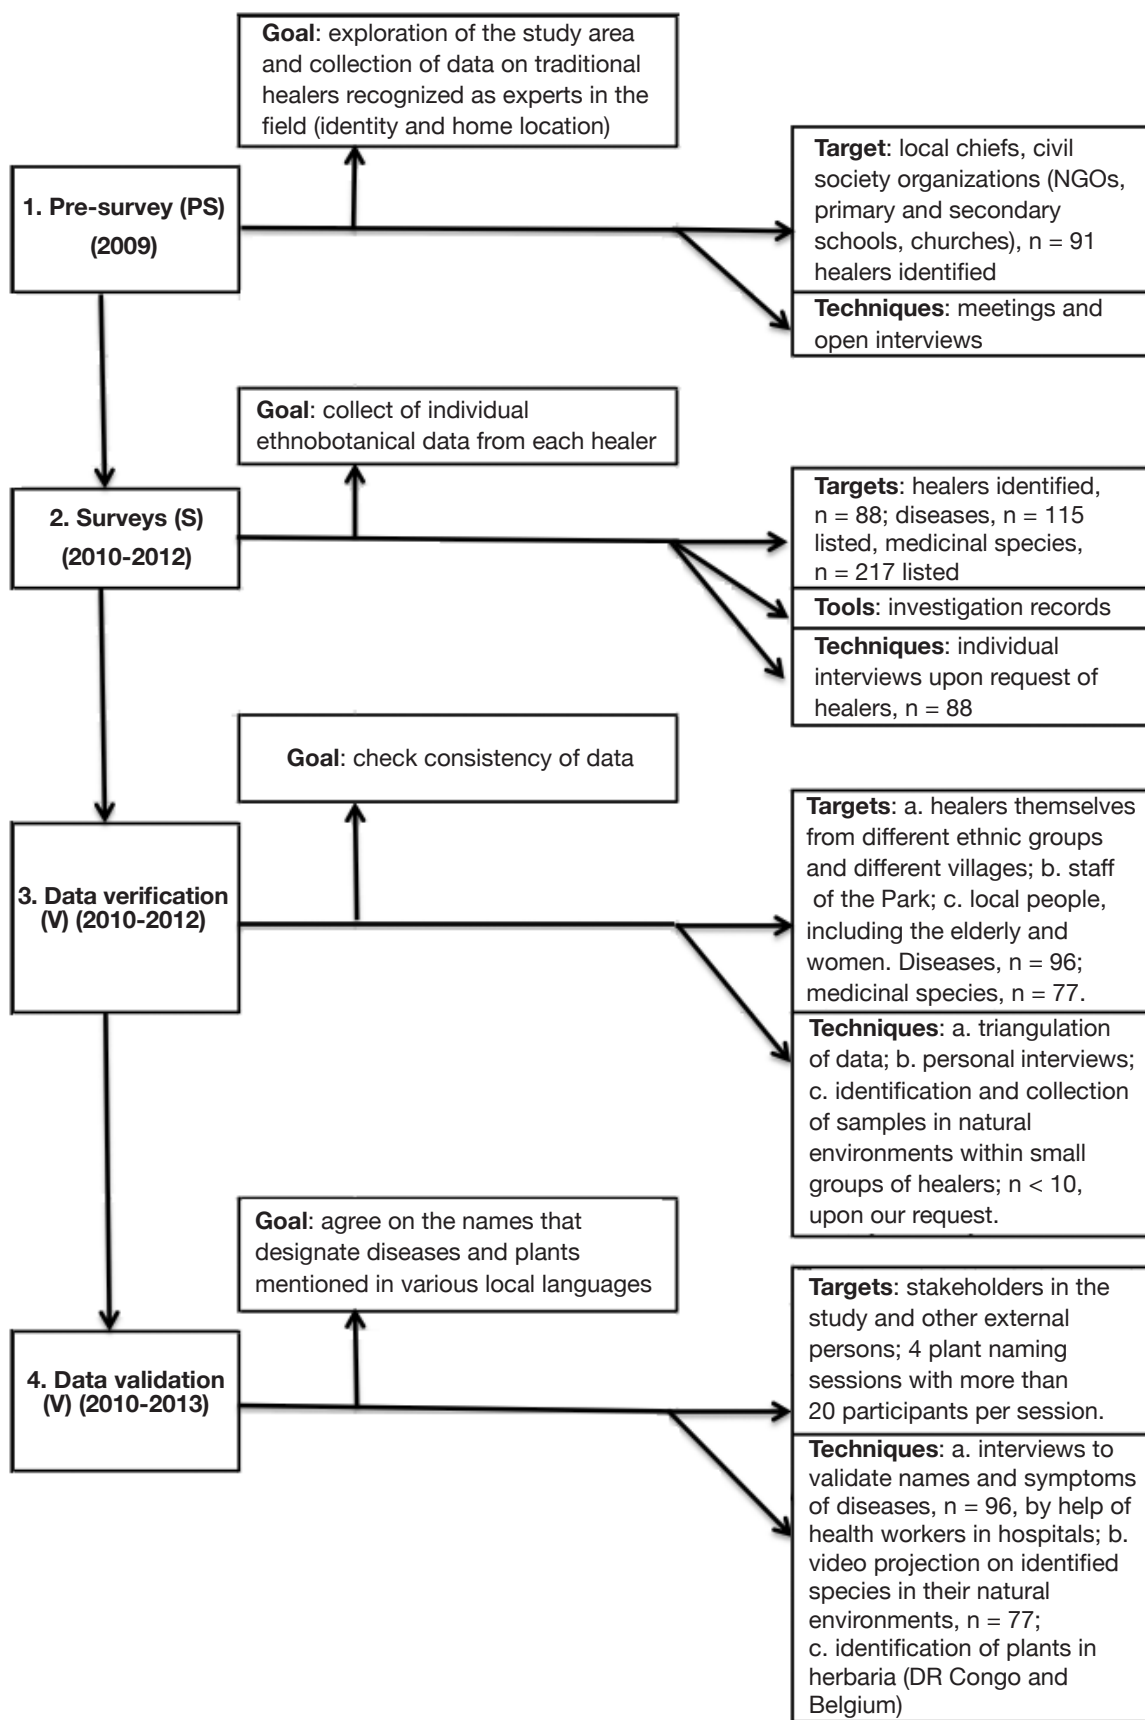 Goal: exploration of the study area
and collection of data on traditional
healers recognized as experts in the
field (identity and home location)
1. Pre-survey (PS)
(2009)
Target: local chiefs, civil
society organizations (NGOs,
primary and secondary
schools, churches), n = 91
healers identified
Techniques: meetings and
open interviews
Goal: collect of individual
ethnobotanical data from each healer
2. Surveys (S)
(2010-2012)
Targets: healers identified,
n = 88; diseases, n = 115
listed, medicinal species,
n = 217 listed
Tools: investigation records
Techniques: individual
interviews upon request of
healers, n = 88
Goal: check consistency of data
3. Data verification
(V) (2010-2012)
Targets: a. healers themselves
from different ethnic groups
and different villages; b. staff
of the Park; c. local people,
including the elderly and
women. Diseases, n = 96;
medicinal species, n = 77.
Techniques: a. triangulation
of data; b. personal interviews;
c. identification and collection
of samples in natural
environments within small
groups of healers; n < 10,
upon our request.
Goal: agree on the names that
designate diseases and plants
mentioned in various local languages
4. Data validation
(V) (2010-2013)
Targets: stakeholders in the
study and other external
persons; 4 plant naming
sessions with more than
20 participants per session.
Techniques: a. interviews to
validate names and symptoms
of diseases, n = 96, by help of
health workers in hospitals; b.
video projection on identified
species in their natural
environments, n = 77;
c. identification of plants in
herbaria (DR Congo and
Belgium)